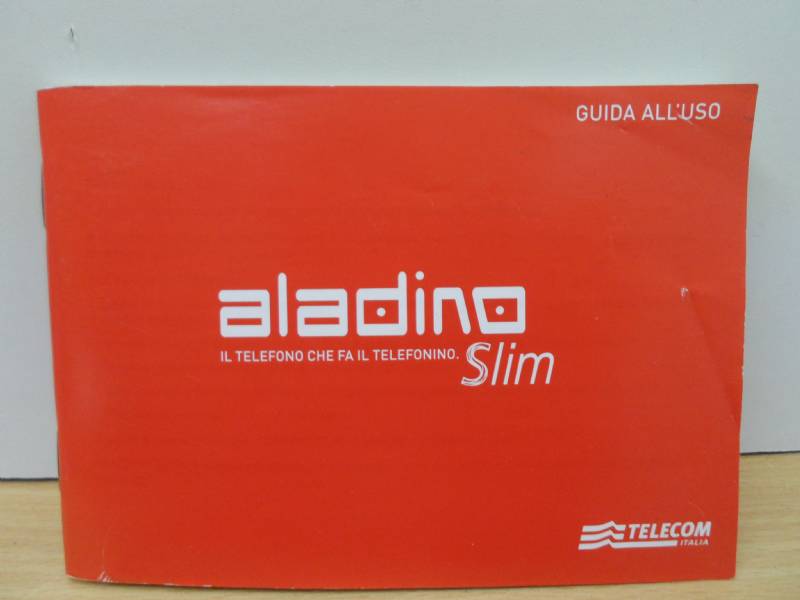 GUIDA ALL'USO
aladino
IL TELEFONO CHE FA IL TELEFONINO.
Slim
TELECOM
ITALIA